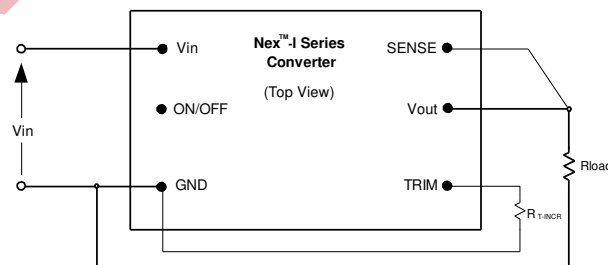 Nex™-I Series
Converter
(Top View)
Vin
ON/OFF
GND
SENSE
Vout
TRIM
Vin
Rload
R T-INCR